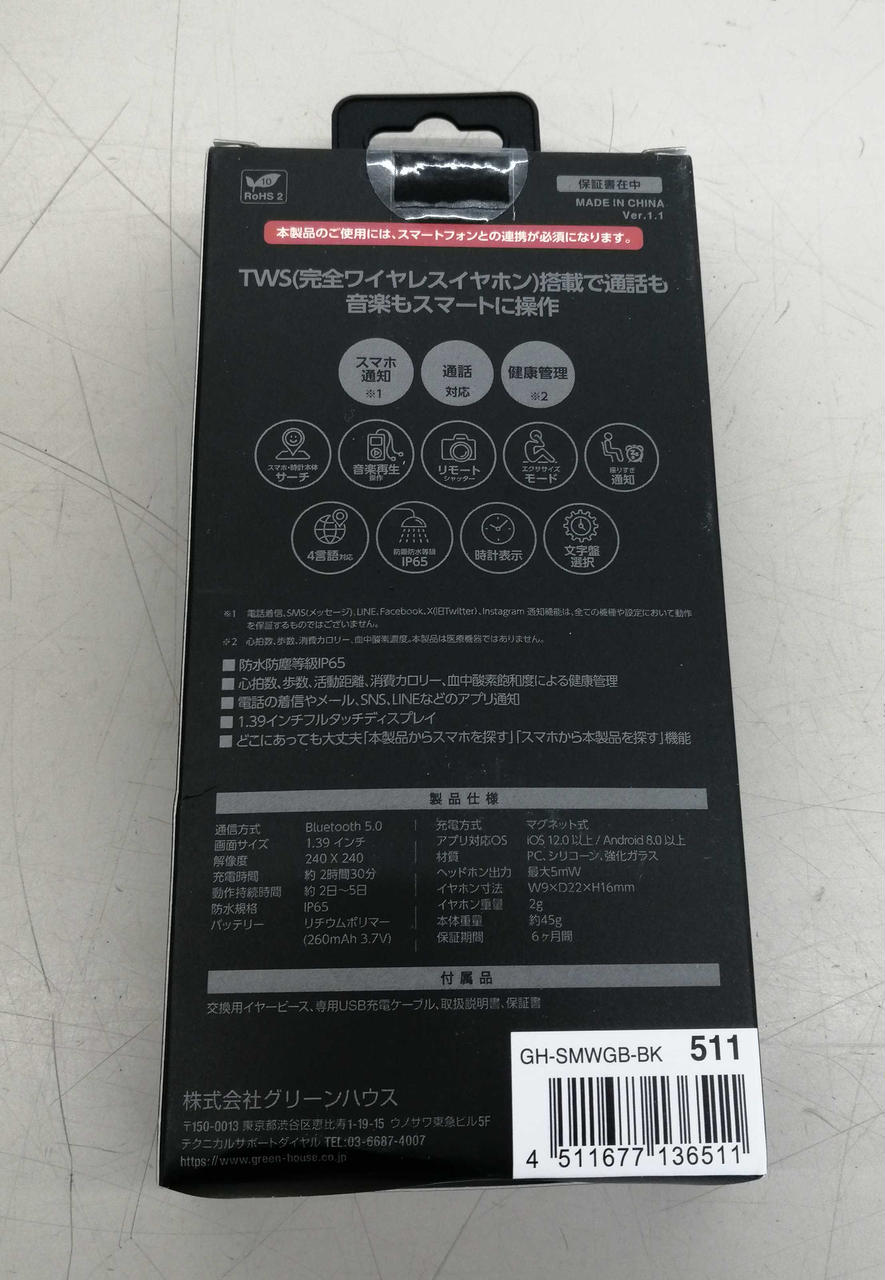 10
RoHS 2
保証書在中
MADE IN CHINA
Ver.1.1
本製品のご使用には、スマートフォンとの連携が必須になります。
TWS(完全ワイヤレスイヤホン)搭載で通話も
音楽もスマートに操作
スマホ
通知
※1
通話
対応
健康管理
※2
スマホ・時計本体
サーチ
音楽再生
操作
リモート
シャッター
エクササイズ
モード
座りすぎ
通知
4言語対応
防塵防水等級
IP65
時計表示
文字盤
選択
※1 電話着信、SMS(メッセージ)、LINE、Facebook、X(旧Twitter)、Instagram 通知機能は、全ての機種や設定において動作
を保証するものではございません。
※2 心拍数、歩数、消費カロリー、血中酸素濃度。本製品は医療機器ではありません。
■ 防水防塵等級IP65
■ 心拍数、歩数、活動距離、消費カロリー、血中酸素飽和度による健康管理
■ 電話の着信やメール、SNS、LINEなどのアプリ通知
■ 1.39インチフルタッチディスプレイ
■ どこにあっても大丈夫「本製品からスマホを探す」「スマホから本製品を探す」機能
製品仕様
通信方式 Bluetooth 5.0
画面サイズ 1.39 インチ
解像度 240 X 240
充電時間 約 2時間30分
動作持続時間 約 2日〜5日
防水規格 IP65
バッテリー リチウムポリマー
(260mAh 3.7V)
充電方式 マグネット式
アプリ対応OS iOS 12.0 以上 / Android 8.0 以上
材質 PC、シリコーン、強化ガラス
ヘッドホン出力 最大5mW
イヤホン寸法 W9×D22×H16mm
イヤホン重量 2g
本体重量 約45g
保証期間 6ヶ月間
付属品
交換用イヤーピース、専用USB充電ケーブル、取扱説明書、保証書
GH-SMWGB-BK 511
4 511677 136511
株式会社グリーンハウス
〒150-0013 東京都渋谷区恵比寿1-19-15 ウノサワ東急ビル5F
テクニカルサポートダイヤル TEL:03-6687-4007
https://www.green-house.co.jp